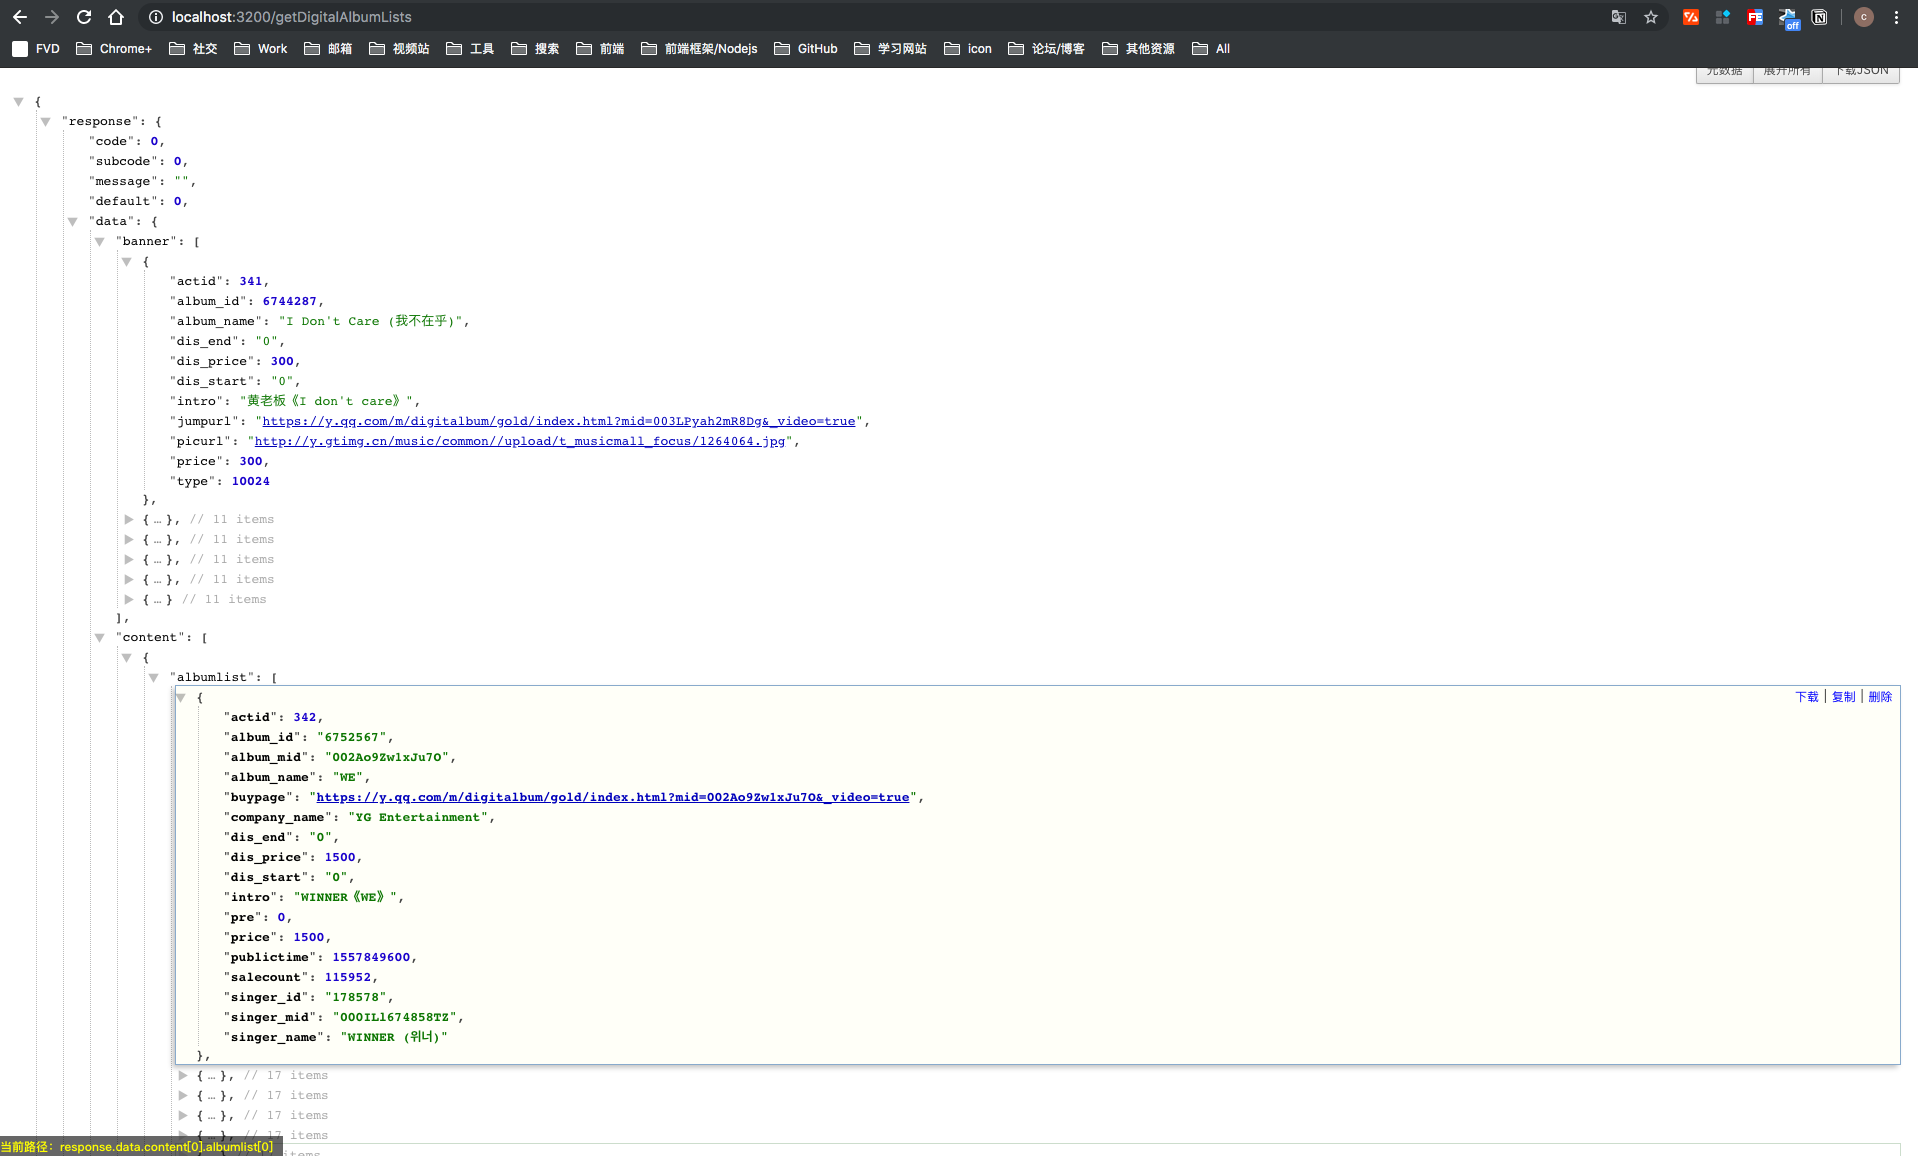 localhost:3200/getDigitalAlbumLists
FVD Chrome+ 社交 Work 邮箱 视频站 工具 搜索 前端 前端框架/Nodejs GitHub 学习网站 icon 论坛/博客 其他资源 All
off
C
元数据 展开所有 下载JSON
{
"response": {
"code": 0,
"subcode": 0,
"message": "",
"default": 0,
"data": {
"banner": [
{
"actid": 341,
"album_id": 6744287,
"album_name": "I Don't Care (我不在乎)",
"dis_end": "0",
"dis_price": 300,
"dis_start": "0",
"intro": "黄老板《I don't care》",
"jumpurl": "https://y.qq.com/m/digitalbum/gold/index.html?mid=003LPyah2mR8Dg&_video=true",
"picurl": "http://y.gtimg.cn/music/common//upload/t_musicmall_focus/1264064.jpg",
"price": 300,
"type": 10024
},
{ … }, // 11 items
{ … }, // 11 items
{ … }, // 11 items
{ … }, // 11 items
{ … } // 11 items
],
"content": [
{
"albumlist": [
{
下载 | 复制 | 删除
"actid": 342,
"album_id": "6752567",
"album_mid": "002Ao9Zw1xJu7O",
"album_name": "WE",
"buypage": "https://y.qq.com/m/digitalbum/gold/index.html?mid=002Ao9Zw1xJu7O&_video=true",
"company_name": "YG Entertainment",
"dis_end": "0",
"dis_price": 1500,
"dis_start": "0",
"intro": "WINNER《WE》",
"pre": 0,
"price": 1500,
"publictime": 1557849600,
"salecount": 115952,
"singer_id": "178578",
"singer_mid": "000ILl674858TZ",
"singer_name": "WINNER (위너)"
},
{ … }, // 17 items
{ … }, // 17 items
{ … }, // 17 items
{ … }, // 17 items
当前路径：response.data.content[0].albumlist[0]